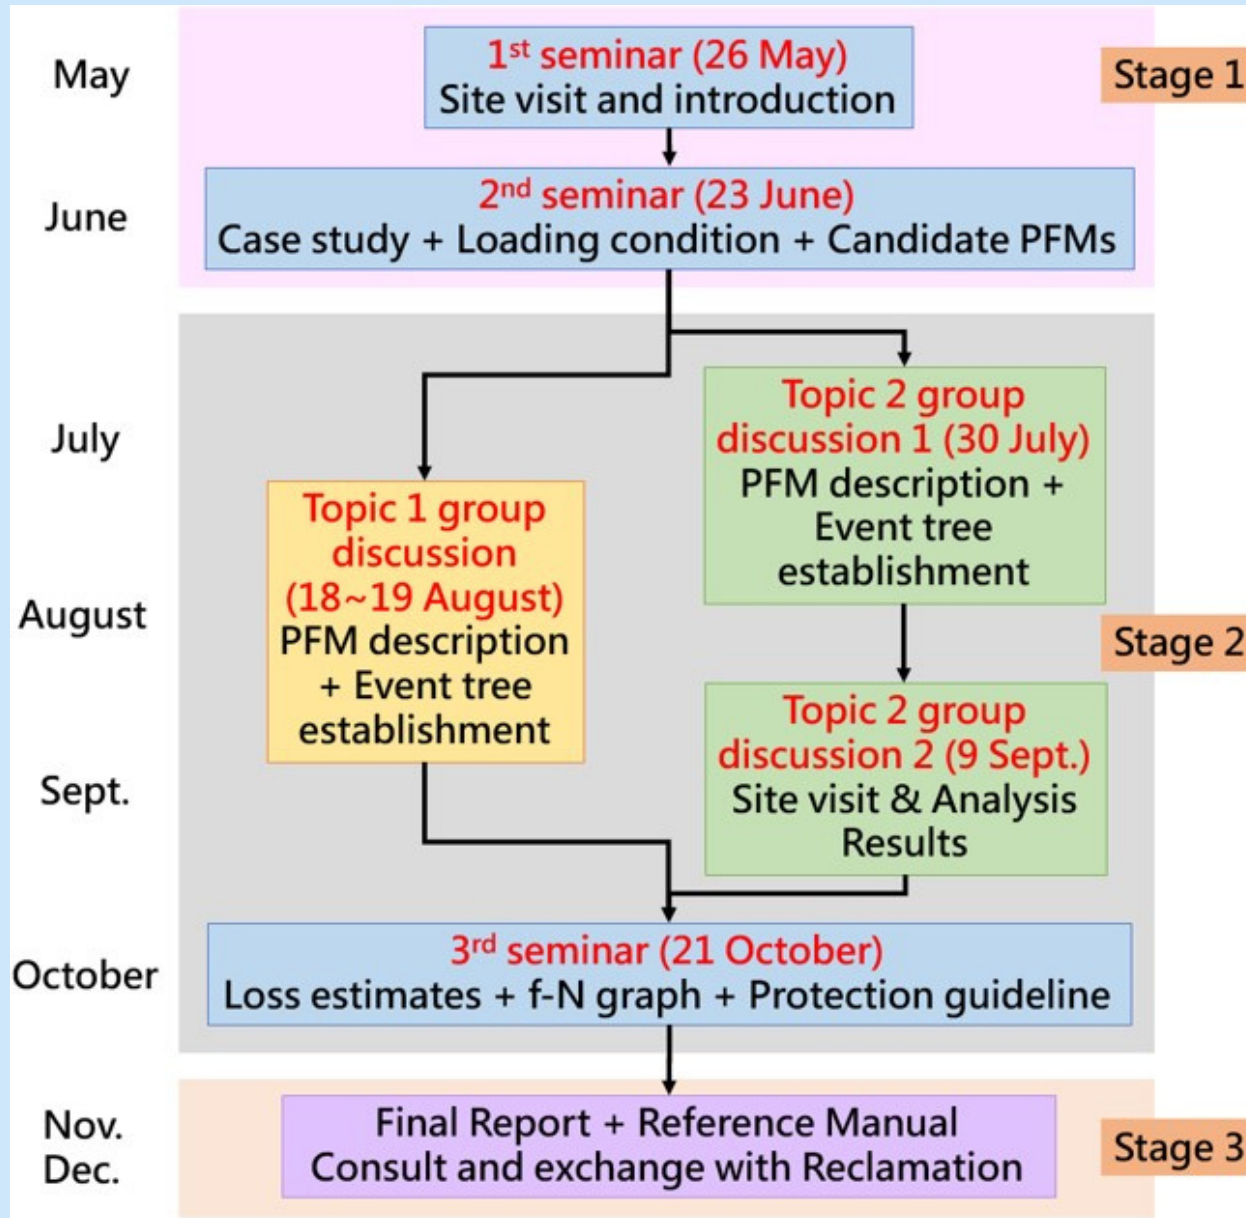 May
1st seminar (26 May)
Site visit and introduction
Stage 1
June
2nd seminar (23 June)
Case study + Loading condition + Candidate PFMs
July
Topic 2 group
discussion 1 (30 July)
PFM description +
Event tree
establishment
Topic 1 group
discussion
(18~19 August)
PFM description
+ Event tree
establishment
August
Stage 2
Topic 2 group
discussion 2 (9 Sept.)
Site visit & Analysis
Results
Sept.
October
3rd seminar (21 October)
Loss estimates + f-N graph + Protection guideline
Nov.
Dec.
Final Report + Reference Manual
Consult and exchange with Reclamation
Stage 3